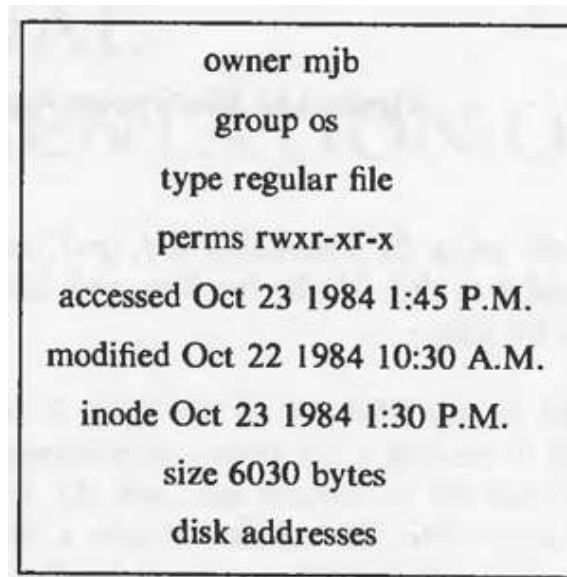 owner mjb
group os
type regular file
perms rwxr-xr-x
accessed Oct 23 1984 1:45 P.M.
modified Oct 22 1984 10:30 A.M.
inode Oct 23 1984 1:30 P.M.
size 6030 bytes
disk addresses